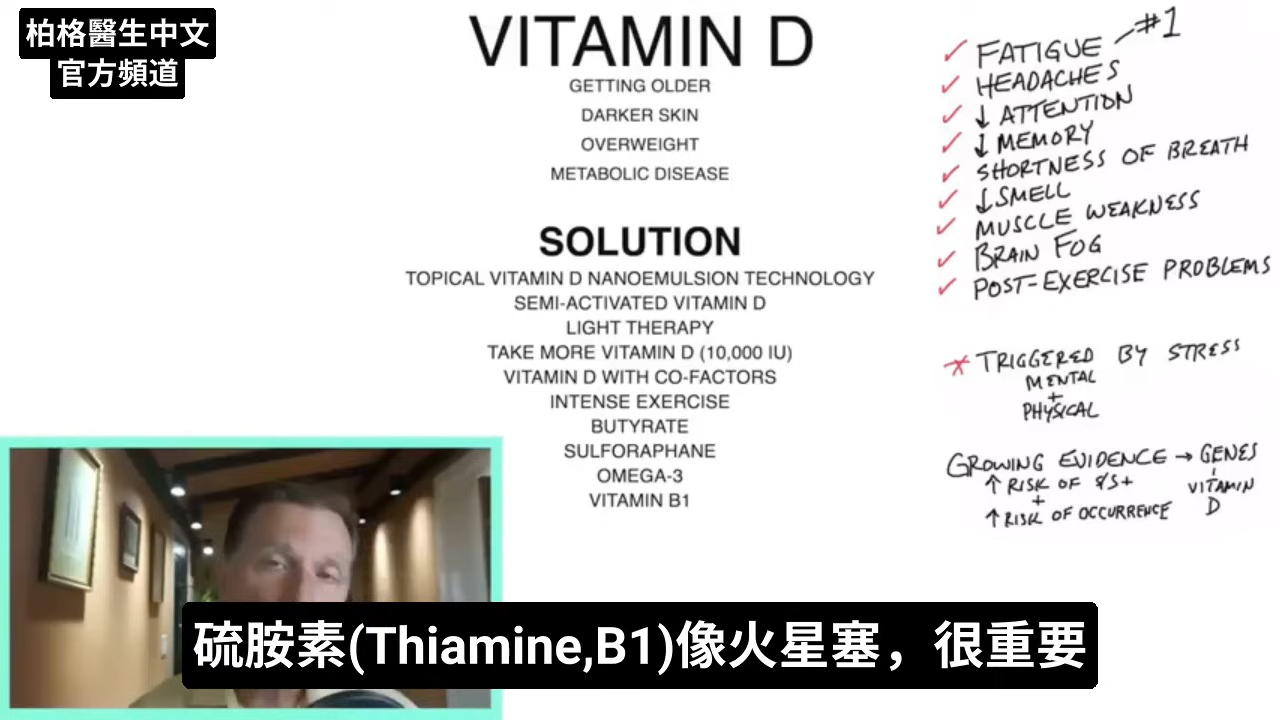 柏格醫生中文
官方頻道
VITAMIN D
GETTING OLDER
DARKER SKIN
OVERWEIGHT
METABOLIC DISEASE
SOLUTION
TOPICAL VITAMIN D NANOEMULSION TECHNOLOGY
SEMI-ACTIVATED VITAMIN D
LIGHT THERAPY
TAKE MORE VITAMIN D (10,000 IU)
VITAMIN D WITH CO-FACTORS
INTENSE EXERCISE
BUTYRATE
SULFORAPHANE
OMEGA-3
VITAMIN B1
✓ FATIGUE — #1
✓ HEADACHES
✓ ↓ ATTENTION
✓ ↓ MEMORY
✓ SHORTNESS OF BREATH
✓ ↓ SMELL
✓ MUSCLE WEAKNESS
✓ BRAIN FOG
✓ POST-EXERCISE PROBLEMS
* TRIGGERED BY STRESS
MENTAL
+
PHYSICAL
GROWING EVIDENCE → GENES
↑ RISK OF S/S+
+
↑ RISK OF OCCURRENCE
VITAMIN
D
硫胺素(Thiamine,B1)像火星塞，很重要